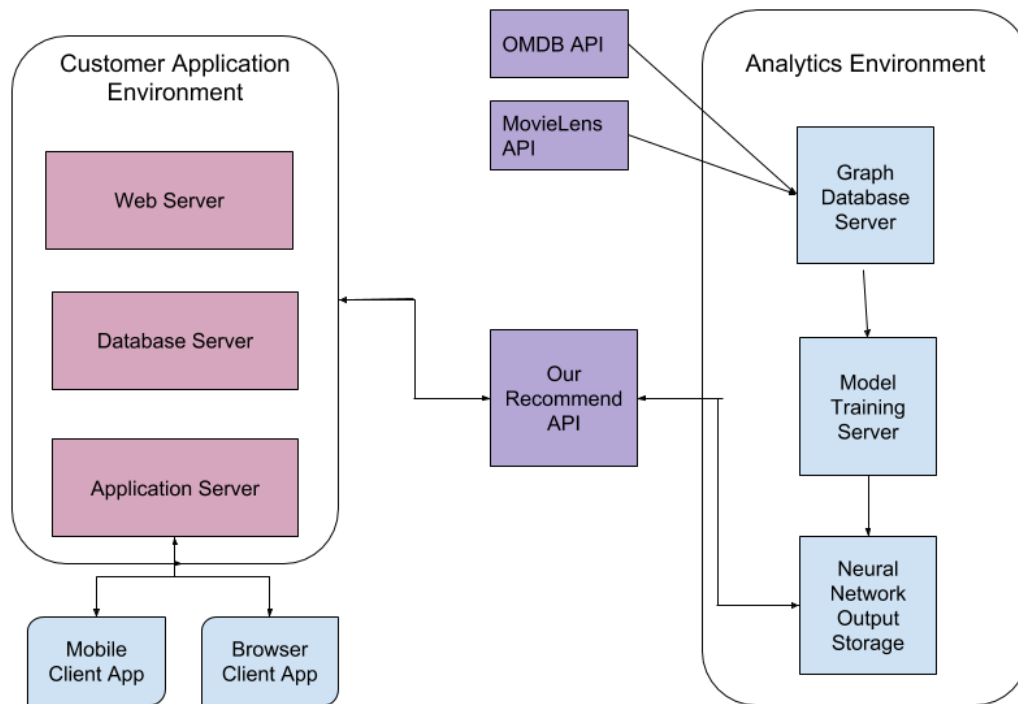 Customer Application
Environment
Web Server
Database Server
Application Server
Mobile
Client App
Browser
Client App
OMDB API
MovieLens
API
Our
Recommend
API
Analytics Environment
Graph
Database
Server
Model
Training
Server
Neural
Network
Output
Storage